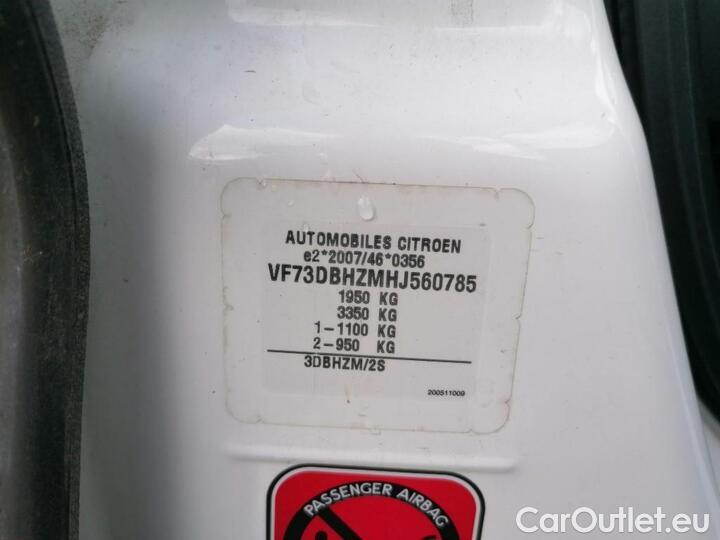 AUTOMOBILES CITROEN
e2*2007/46*0356
VF73DBHZMHJ560785
1950 KG
3350 KG
1-1100 KG
2-950 KG
3DBHZM/2S
200511009
PASSENGER AIRBAG
CarOutlet.eu